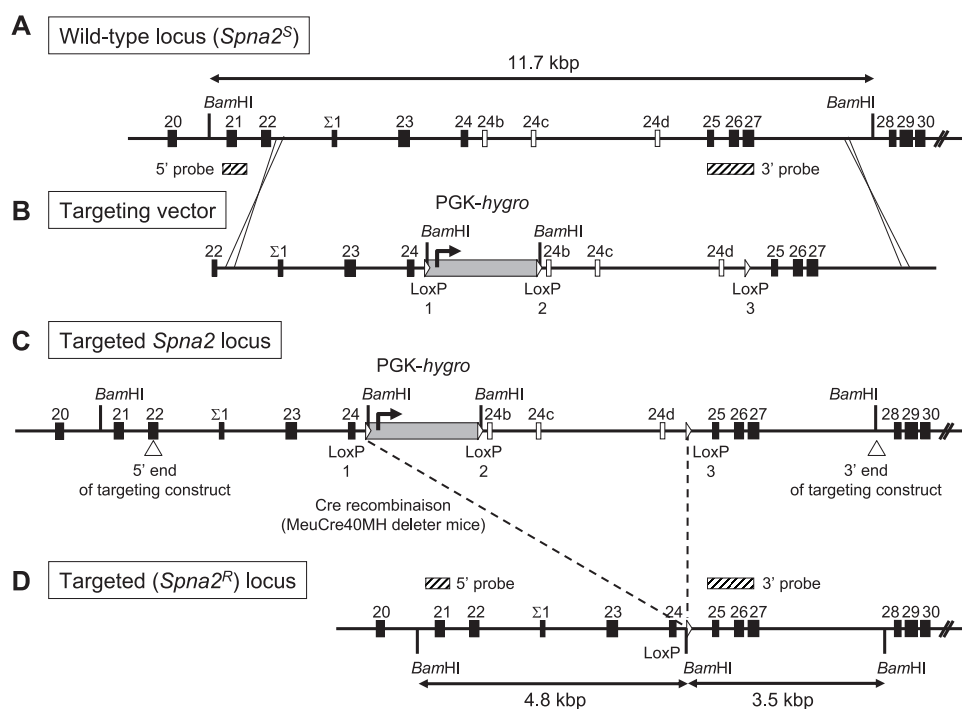 A
Wild-type locus (Spna2S)
11.7 kbp
BamHI BamHI
20 21 22 Σ1 23 24 24b 24c 24d 25 26 27 28 29 30
5' probe 3' probe
B
Targeting vector
PGK-hygro
BamHI BamHI
22 Σ1 23 24 24b 24c 24d 25 26 27
LoxP LoxP LoxP
1 2 3
C
Targeted Spna2 locus
PGK-hygro
BamHI BamHI BamHI BamHI
20 21 22 Σ1 23 24 24b 24c 24d 25 26 27 28 29 30
LoxP LoxP LoxP
1 2 3
5' end
of targeting construct
3' end
of targeting construct
Cre recombinaison
(MeuCre40MH deleter mice)
D
Targeted (Spna2R) locus
5' probe 3' probe
20 21 22 Σ1 23 24 25 26 27 28 29 30
LoxP
BamHI BamHI BamHI
4.8 kbp 3.5 kbp